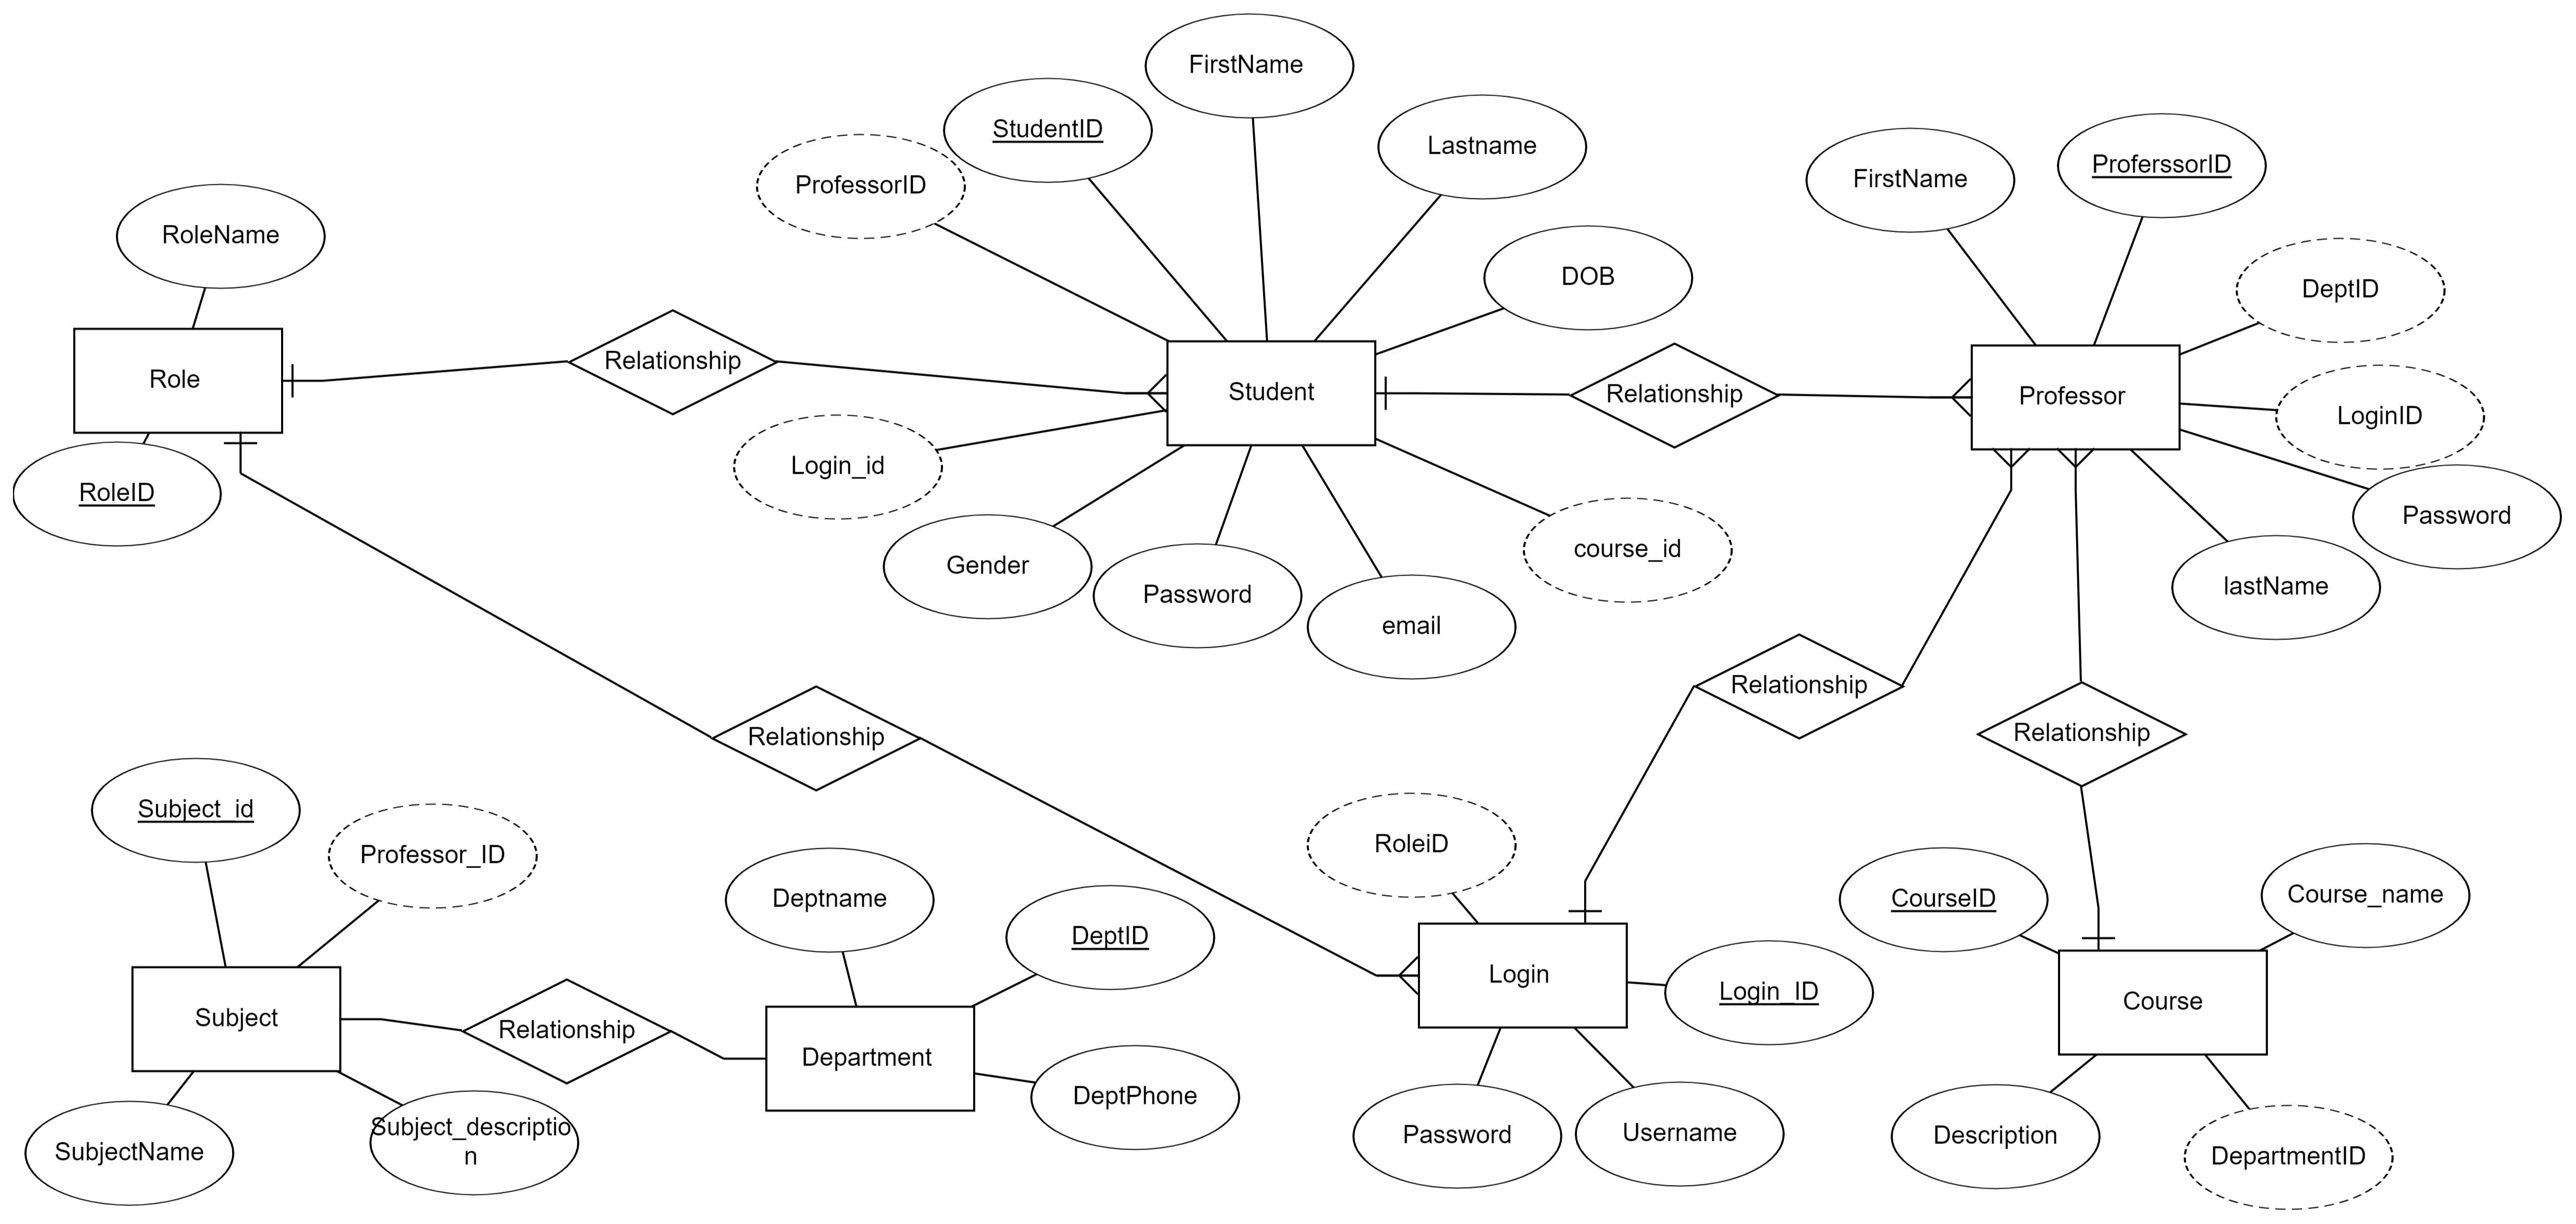 FirstName
StudentID
Lastname
ProfessorID
FirstName
ProferssorID
RoleName
DOB
DeptID
Role
Relationship
Student
Relationship
Professor
LoginID
Login_id
RoleID
Gender
Password
email
course_id
Password
lastName
Relationship
Relationship
Relationship
Subject_id
Professor_ID
Deptname
DeptID
RoleiD
CourseID
Course_name
Subject
Relationship
Department
Login
Login_ID
Course
DeptPhone
SubjectName
Subject_descriptio
n
Password
Username
Description
DepartmentID